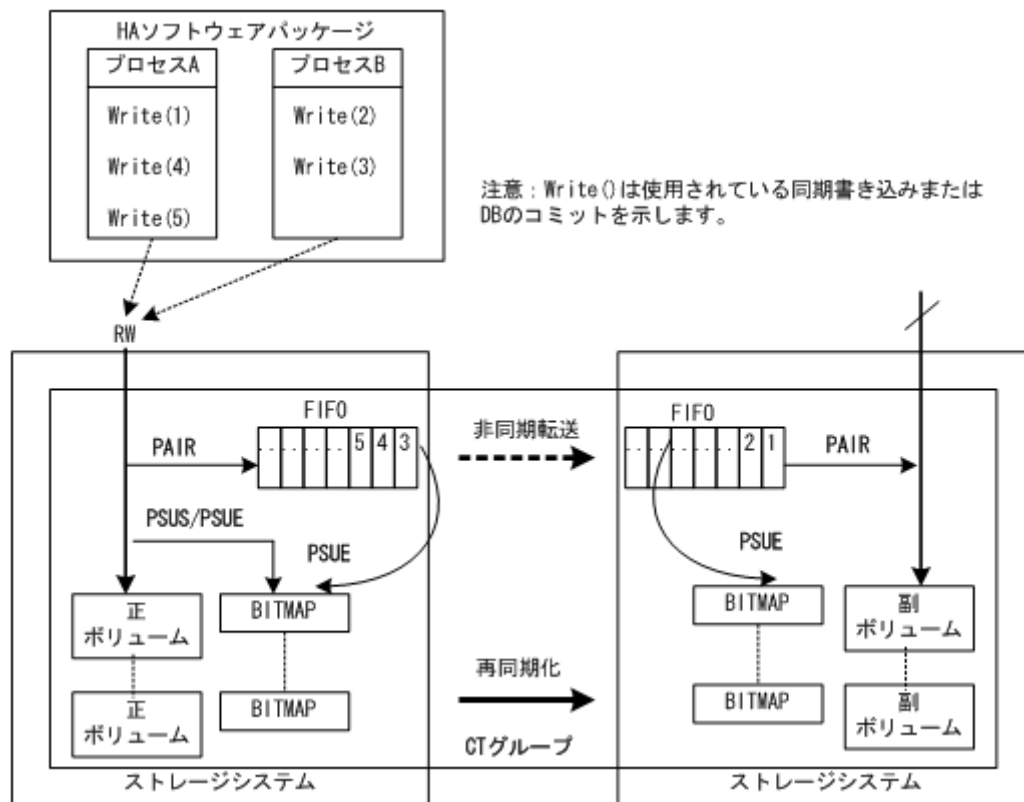 HAソフトウェアパッケージ
プロセスA
プロセスB
Write(1)
Write(2)
Write(4)
Write(3)
Write(5)
注意：Write()は使用されている同期書き込みまたは
DBのコミットを示します。
RW
FIFO
5 4 3
非同期転送
FIFO
2 1
PAIR
PAIR
PSUS/PSUE
PSUE
PSUE
正
ボリューム
BITMAP
BITMAP
副
ボリューム
再同期化
正
ボリューム
BITMAP
BITMAP
副
ボリューム
CTグループ
ストレージシステム
ストレージシステム